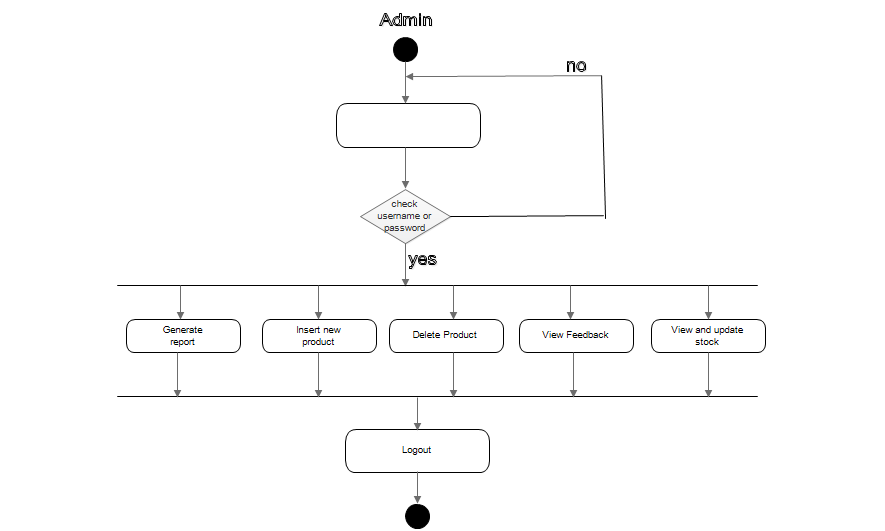 Admin
no
check
username or
password
yes
Generate
report
Insert new
product
Delete Product
View Feedback
View and update
stock
Logout